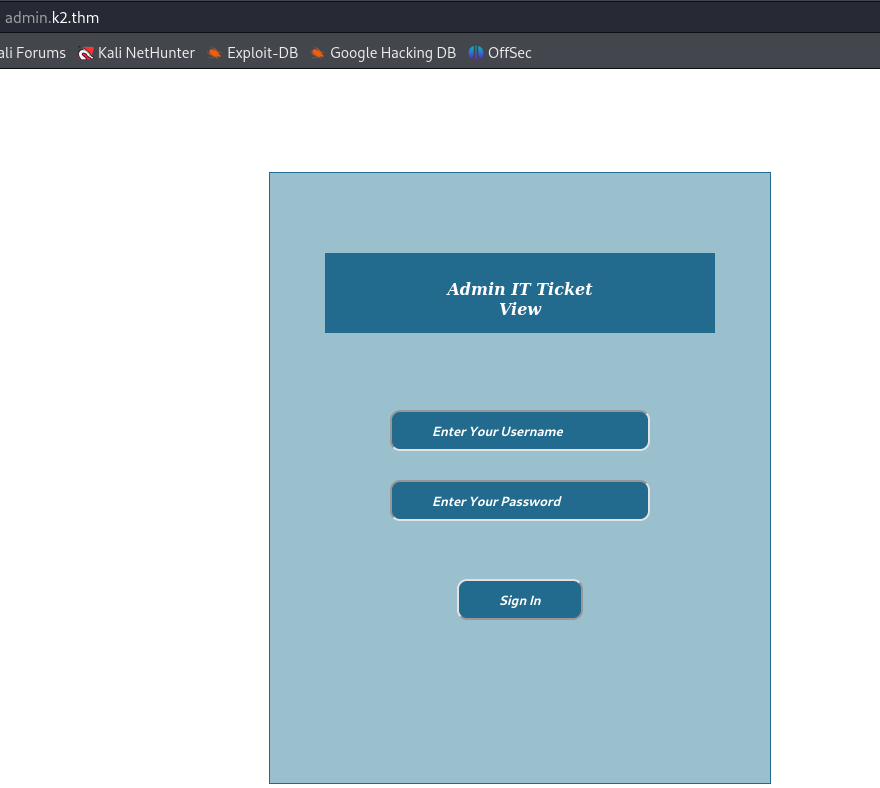 admin.k2.thm
ali Forums Kali NetHunter Exploit-DB Google Hacking DB OffSec
Admin IT Ticket
View
Enter Your Username
Enter Your Password
Sign In